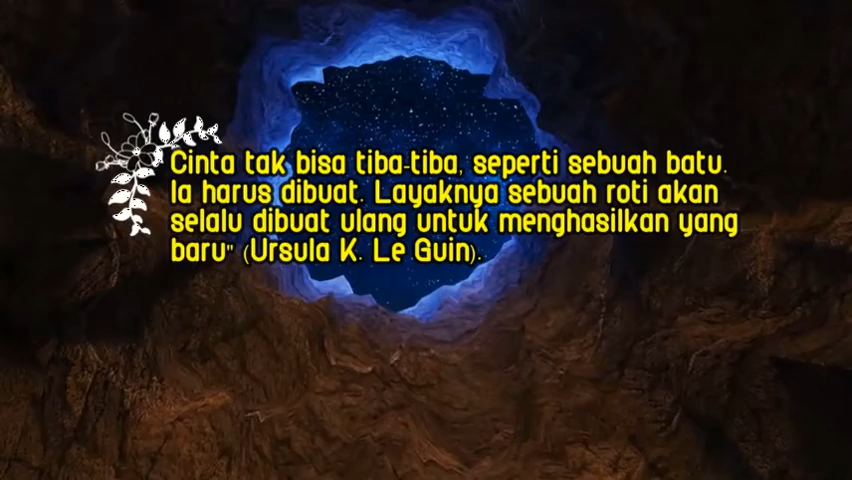 Cinta tak bisa tiba-tiba, seperti sebuah batu.
Ia harus dibuat. Layaknya sebuah roti akan
selalu dibuat ulang untuk menghasilkan yang
baru" (Ursula K. Le Guin).